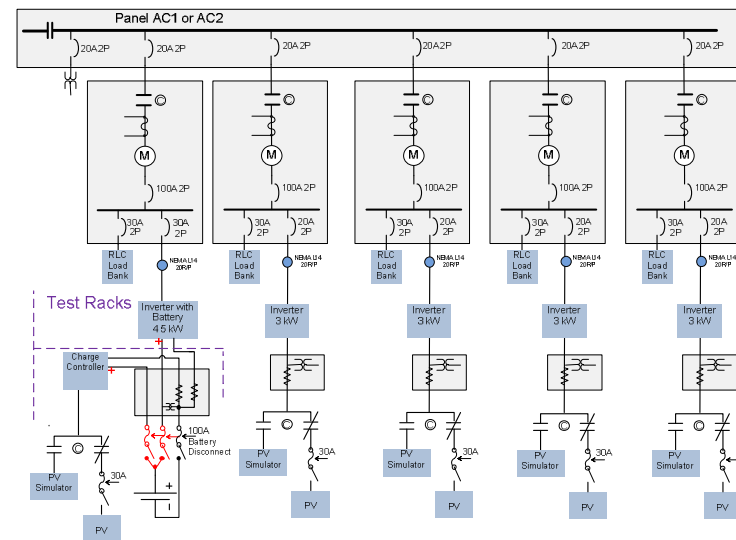 Panel AC1 or AC2
20A 2P
20A 2P
20A 2P
20A 2P
20A 2P
20A 2P
©
©
©
©
©
M
M
M
M
M
100A 2P
100A 2P
100A 2P
100A 2P
100A 2P
30A
2P
30A
2P
30A
2P
20A
2P
30A
2P
20A
2P
30A
2P
20A
2P
30A
2P
20A
2P
RLC
Load
Bank
NEMA L14
20R/P
RLC
Load
Bank
NEMA L14
20R/P
RLC
Load
Bank
NEMA L14
20R/P
RLC
Load
Bank
NEMA L14
20R/P
RLC
Load
Bank
NEMA L14
20R/P
Test Racks
Inverter with
Battery
4.5 kW
Inverter
3 kW
Inverter
3 kW
Inverter
3 kW
Inverter
3 kW
+
Charge
Controller
+
100A
Battery
Disconnect
©
©
©
©
©
PV
Simulator
30A
PV
+
-
PV
Simulator
30A
PV
PV
Simulator
30A
PV
PV
Simulator
30A
PV
PV
Simulator
PV